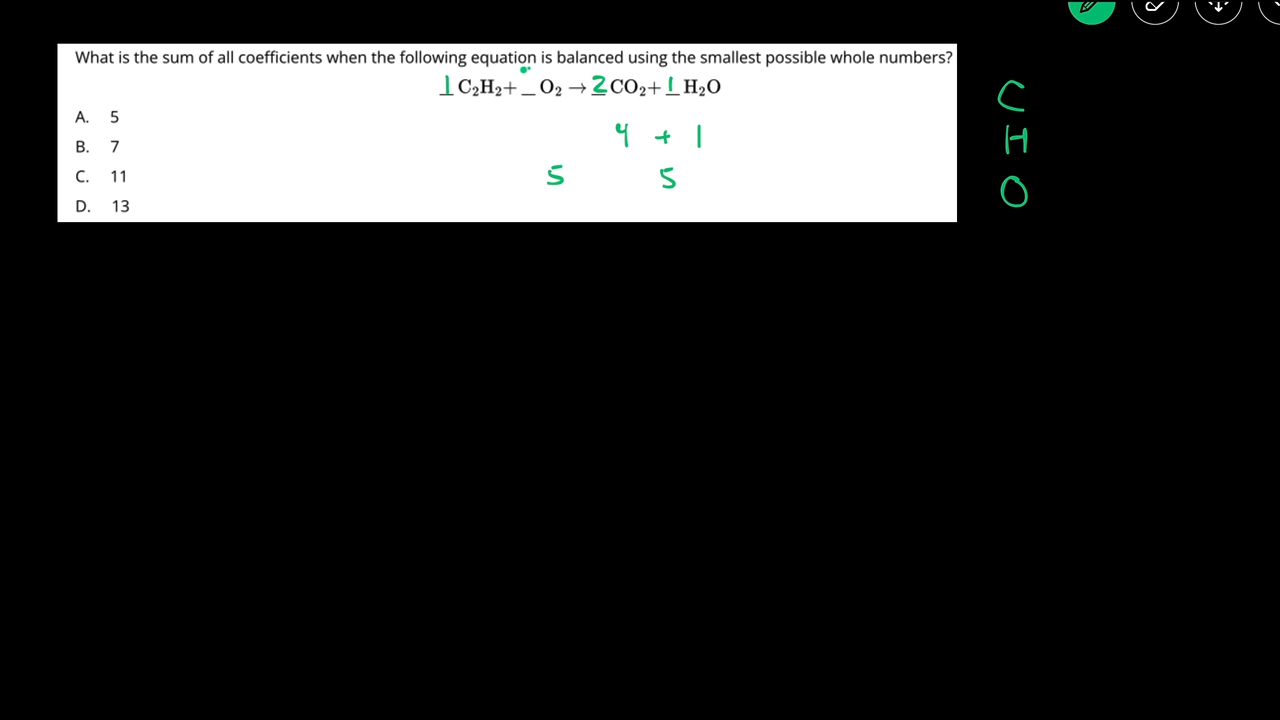 What is the sum of all coefficients when the following equation is balanced using the smallest possible whole numbers?
1 C₂H₂+ _ O₂ → 2 CO₂+ 1 H₂O
A. 5
B. 7
C. 11
D. 13
4 + 1
5 5
C
H
O